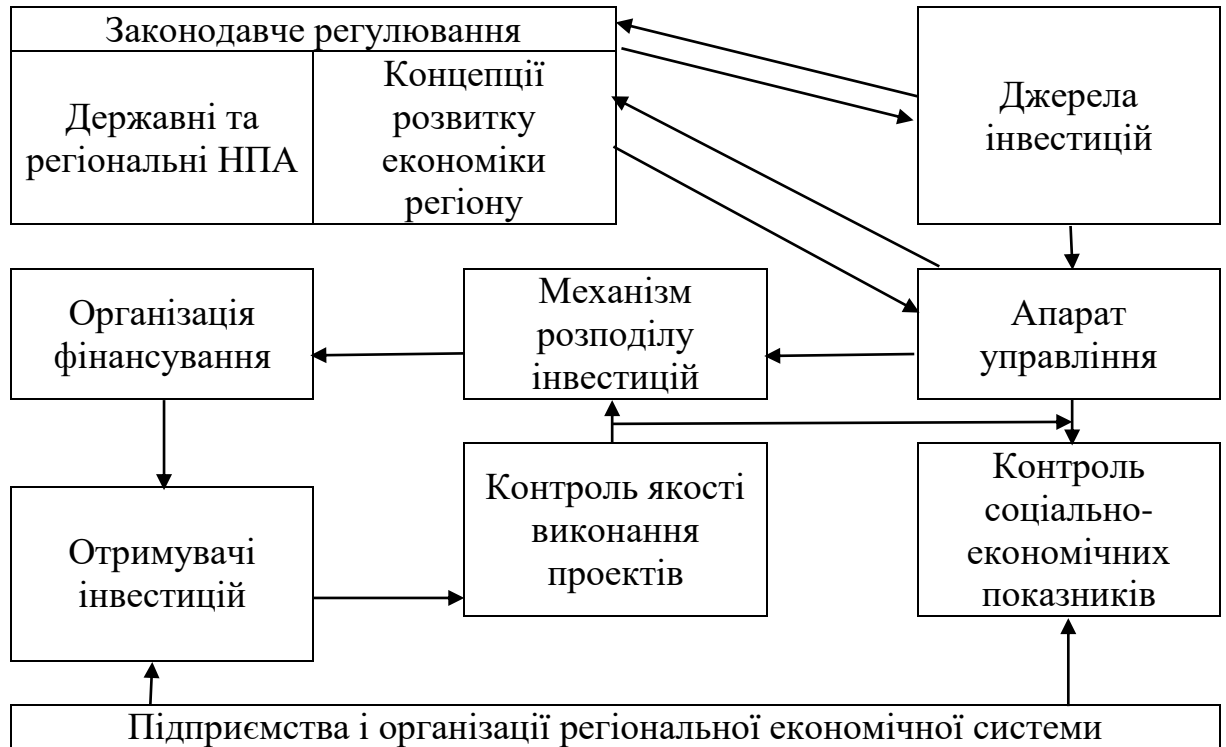 Законодавче регулювання
Державні та
регіональні НПА
Концепції
розвитку
економіки
регіону
Джерела
інвестицій
Організація
фінансування
Механізм
розподілу
інвестицій
Апарат
управління
Отримувачі
інвестицій
Контроль якості
виконання
проектів
Контроль
соціально-
економічних
показників
Підприємства і організації регіональної економічної системи